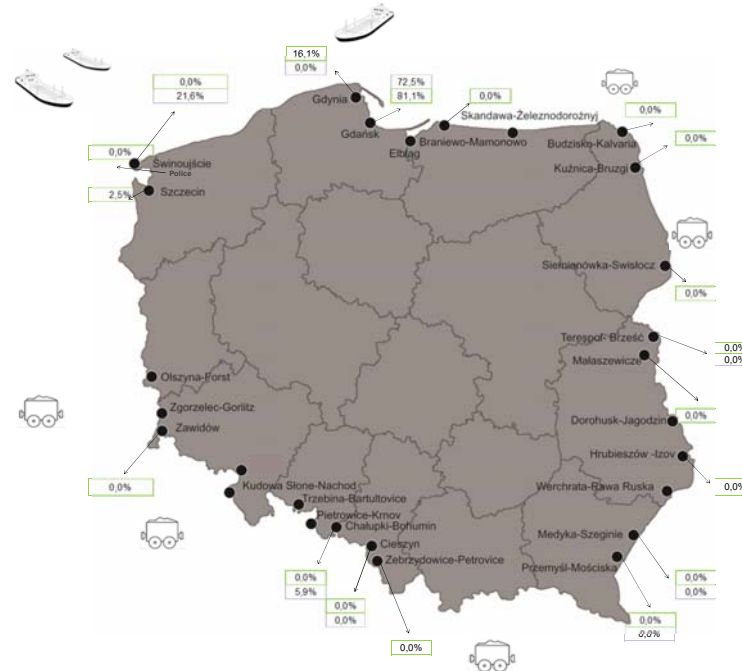 16,1%
0,0%
0,0%
21,6%
72,5%
81,1%
0,0%
0,0%
Gdynia
Gdańsk
Skandawa-Żeleznodorożnyj
Braniewo-Mamonowo
Elbląg
Budzisko-Kalvaria
0,0%
0,0%
Świnoujście
Police
Kuźnica-Bruzgi
2,5%
Szczecin
Siemianówka-Swisłocz
0,0%
Terespol- Brześć
0,0%
0,0%
Małaszewicze
Olszyna-Forst
Zgorzelec-Gorlitz
0,0%
Zawidów
Dorohusk-Jagodzin
Hrubieszów -Izov
0,0%
Kudowa Słone-Nachod
Werchrata-Rawa Ruska
0,0%
Trzebina-Bartultovice
Pietrowice-Krnov
Chałupki-Bohumin
Medyka-Szeginie
Cieszyn
Zebrzydowice-Petrovice
Przemyśl-Mościska
0,0%
5,9%
0,0%
0,0%
0,0%
0,0%
0,0%
0,0%
0,0%